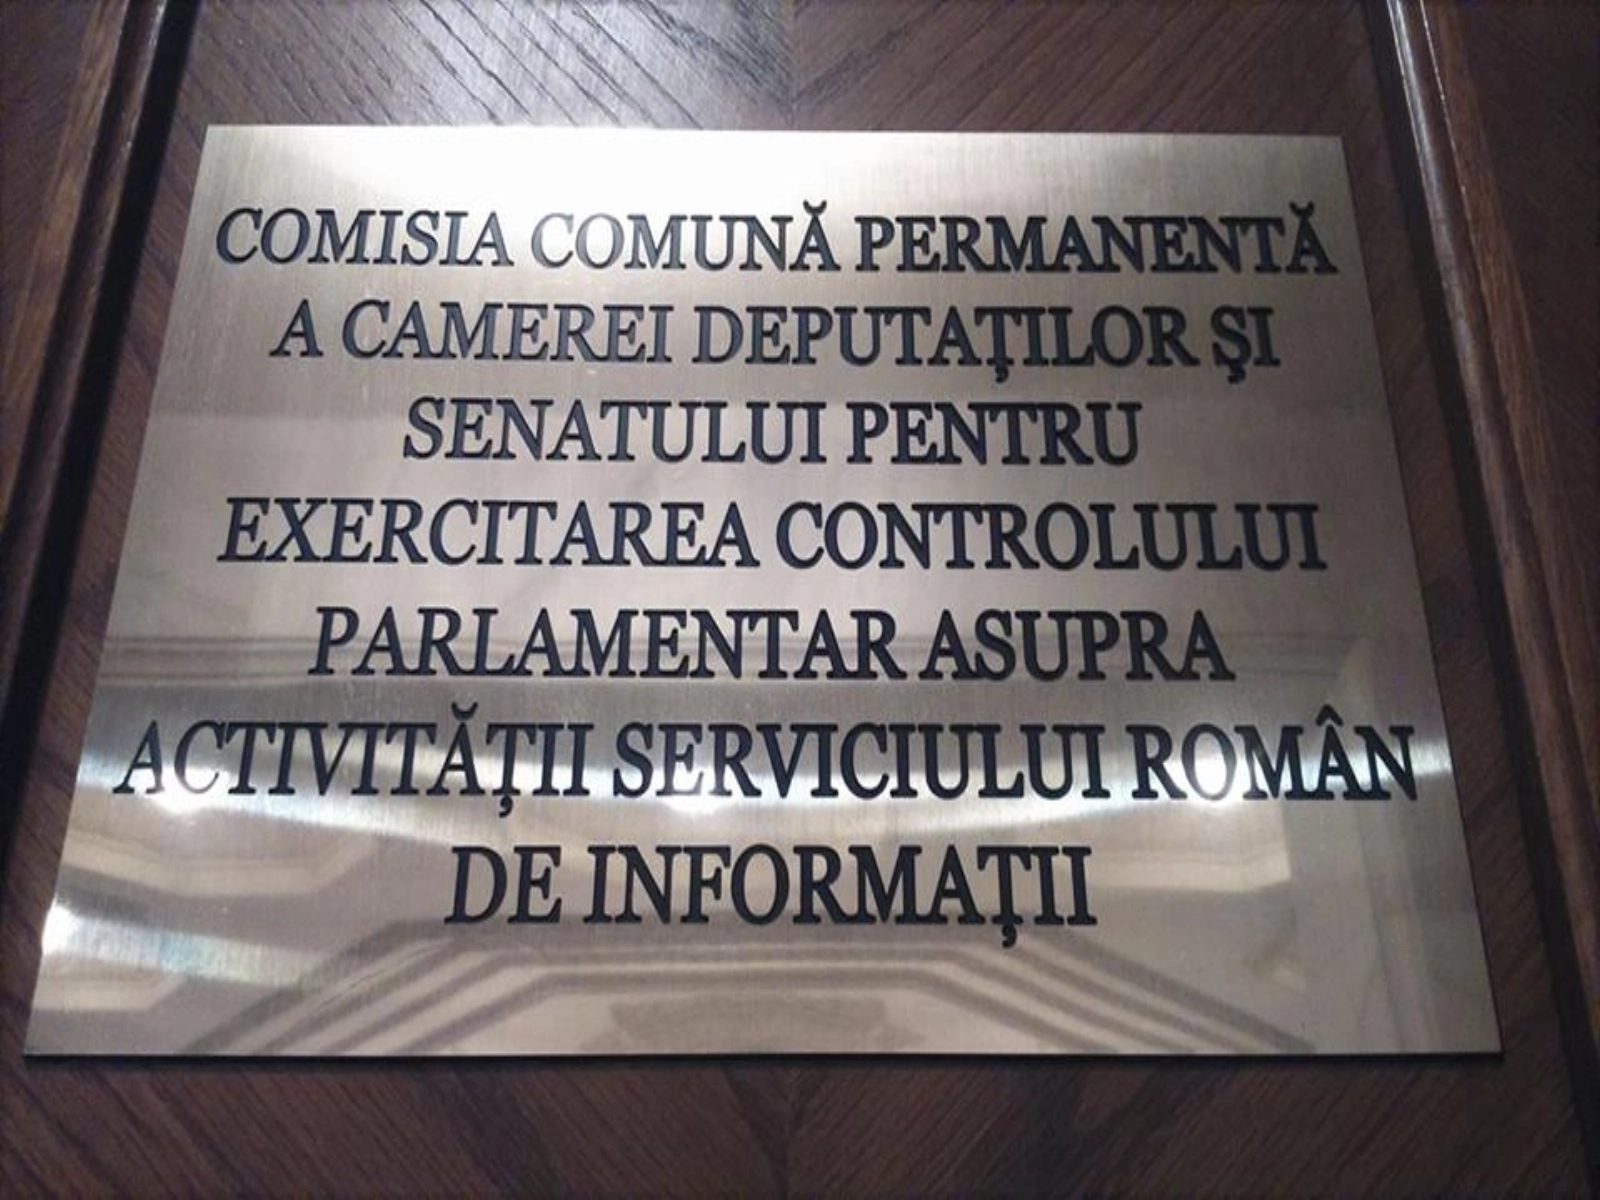 COMISIA COMUNĂ PERMANENTĂ
A CAMEREI DEPUTAŢILOR ŞI
SENATULUI PENTRU
EXERCITAREA CONTROLULUI
PARLAMENTAR ASUPRA
ACTIVITĂŢII SERVICIULUI ROMÂN
DE INFORMAŢII